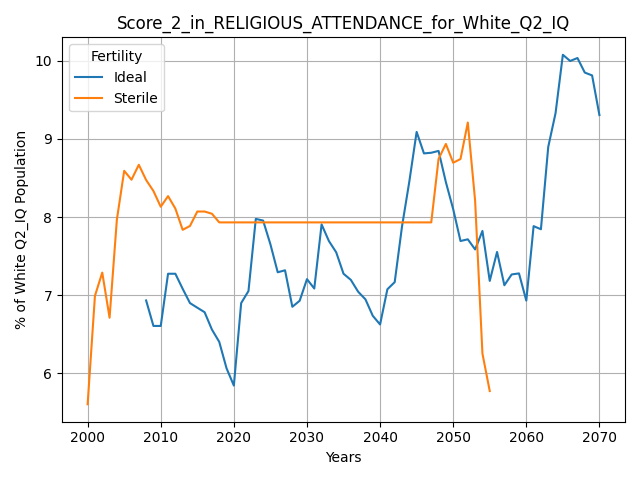 Score_2_in_RELIGIOUS_ATTENDANCE_for_White_Q2_IQ
Fertility
Ideal
Sterile
% of White Q2_IQ Population
10
9
8
7
6
2000 2010 2020 2030 2040 2050 2060 2070
Years